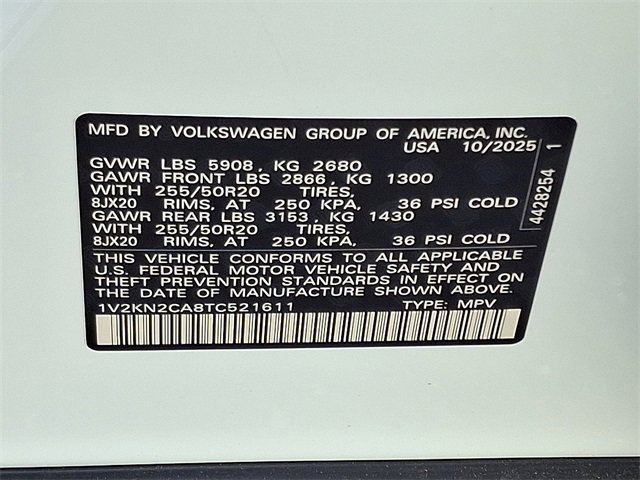 MFD BY VOLKSWAGEN GROUP OF AMERICA, INC.
USA 10/2025
GVWR LBS 5908, KG 2680
GAWR FRONT LBS 2866, KG 1300
WITH 255/50R20 TIRES,
8JX20 RIMS, AT 250 KPA, 36 PSI COLD
GAWR REAR LBS 3153, KG 1430
WITH 255/50R20 TIRES,
8JX20 RIMS, AT 250 KPA, 36 PSI COLD
THIS VEHICLE CONFORMS TO ALL APPLICABLE
U.S. FEDERAL MOTOR VEHICLE SAFETY AND
THEFT PREVENTION STANDARDS IN EFFECT ON
THE DATE OF MANUFACTURE SHOWN ABOVE.
1V2KN2CA8TC521611 TYPE: MPV
4428254 1